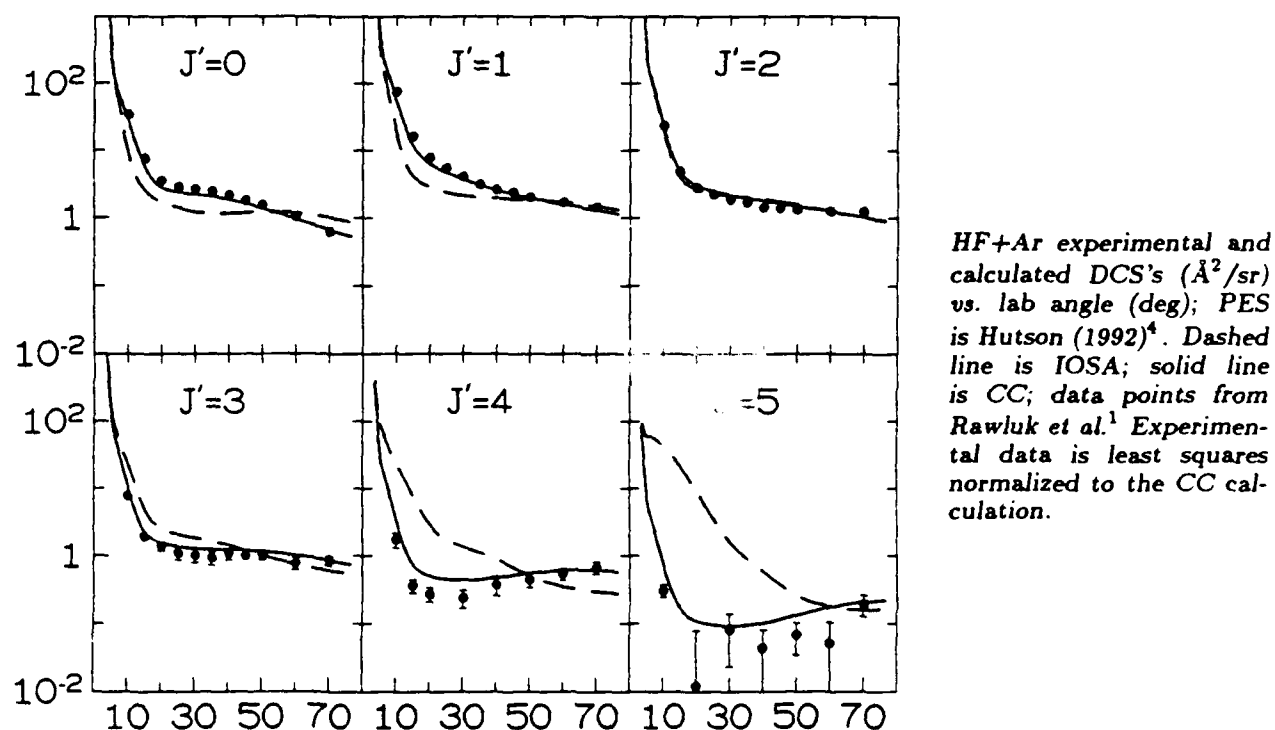 J'=0
J'=1
J'=2
10²
1
10⁻²
J'=3
J'=4
=5
10²
1
10⁻²
10 30 50 70 10 30 50 70 10 30 50 70
HF+Ar experimental and
calculated DCS's (Å²/sr)
vs. lab angle (deg); PES
is Hutson (1992)⁴. Dashed
line is IOSA; solid line
is CC; data points from
Rawluk et al.¹ Experimen-
tal data is least squares
normalized to the CC cal-
culation.